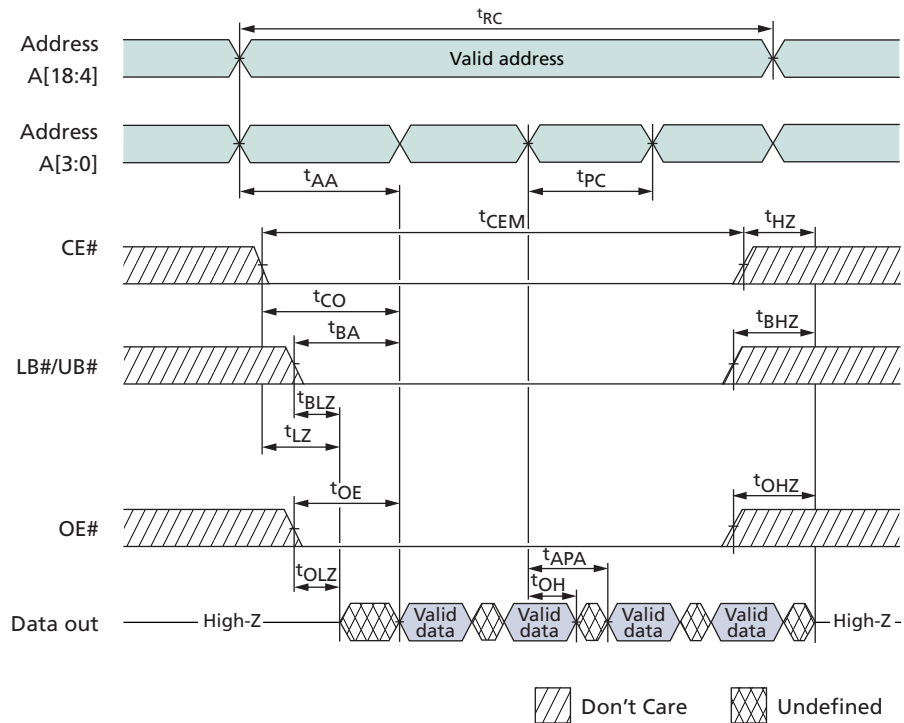 tRC
Address
A[18:4]
Valid address
Address
A[3:0]
tAA
tPC
tCEM
tHZ
CE#
tCO
tBA
tBHZ
LB#/UB#
tBLZ
tLZ
tOE
tOHZ
OE#
tAPA
tOLZ
tOH
Data out
High-Z
Valid
data
Valid
data
Valid
data
Valid
data
High-Z
Don't Care
Undefined